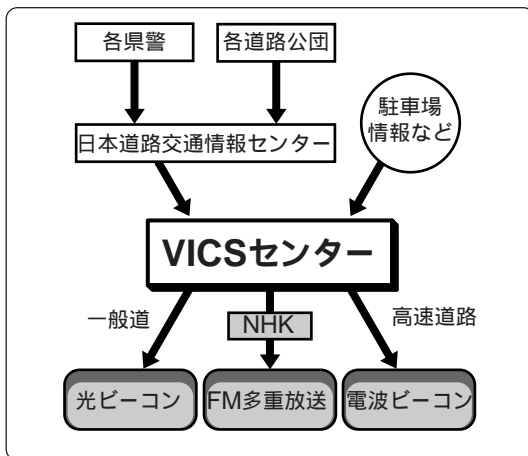 各県警
各道路公団
日本道路交通情報センター
駐車場
情報など
VICSセンター
一般道
NHK
高速道路
光ビーコン
FM多重放送
電波ビーコン